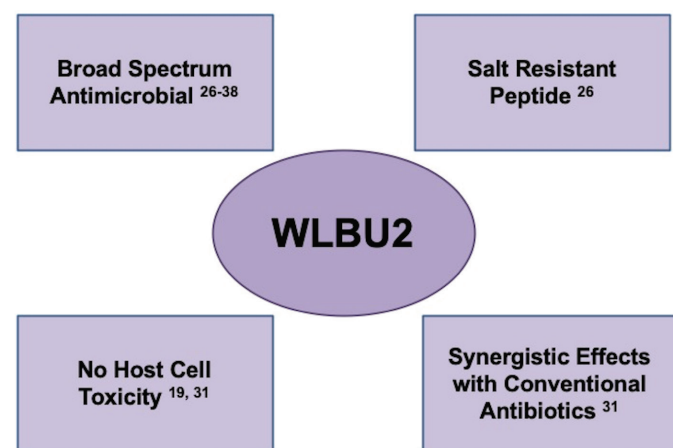 Broad Spectrum
Antimicrobial 26-38
Salt Resistant
Peptide 26
WLBU2
No Host Cell
Toxicity 19, 31
Synergistic Effects
with Conventional
Antibiotics 31